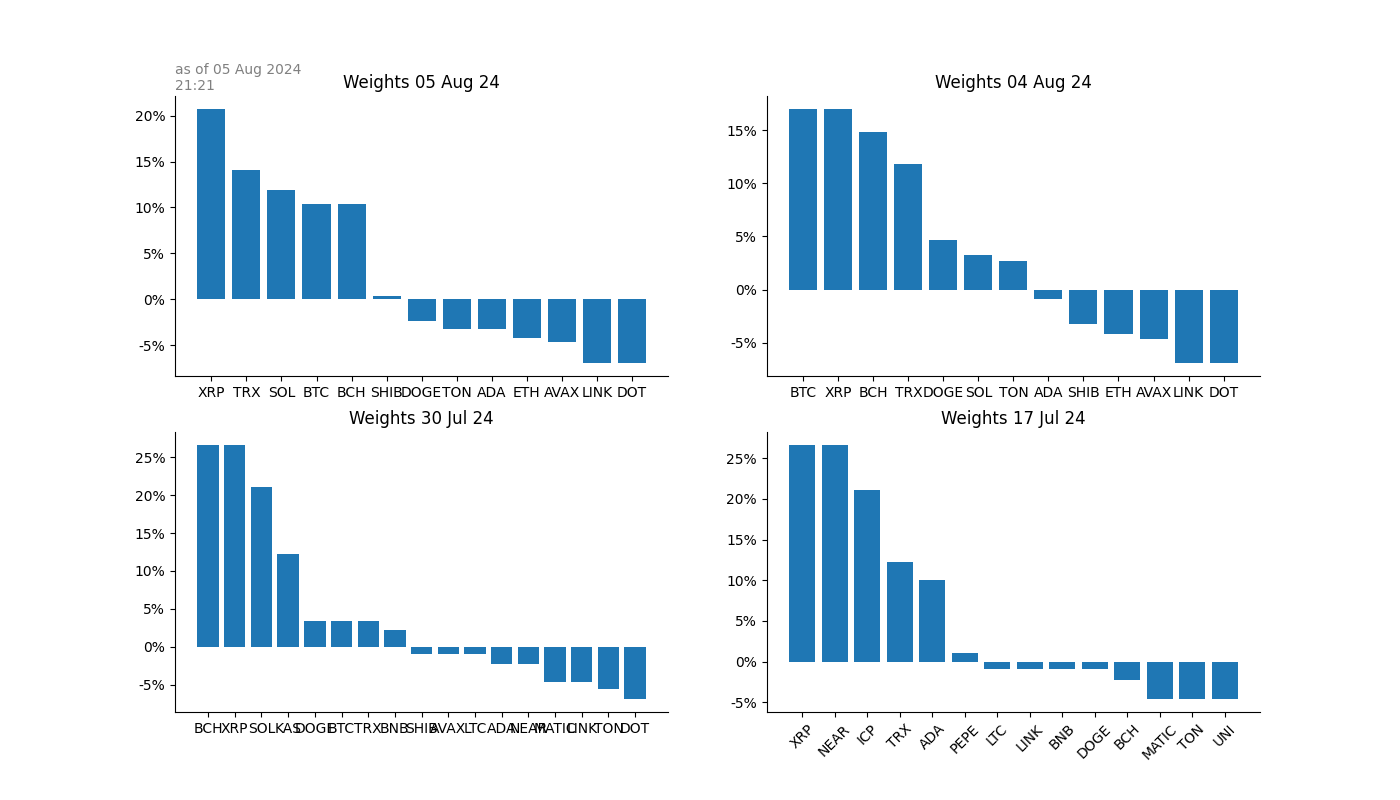 as of 05 Aug 2024
21:21
Weights 05 Aug 24
20%
15%
10%
5%
0%
-5%
XRP TRX SOL BTC BCH SHIB DOGE TON ADA ETH AVAX LINK DOT
Weights 04 Aug 24
15%
10%
5%
0%
-5%
BTC XRP BCH TRX DOGE SOL TON ADA SHIB ETH AVAX LINK DOT
Weights 30 Jul 24
25%
20%
15%
10%
5%
0%
-5%
BCH XRP SOL KAS DOGE BTC TRX BNB SHIB AVAX LTC ADA NEAR MATIC LINK TON DOT
Weights 17 Jul 24
25%
20%
15%
10%
5%
0%
-5%
XRP NEAR ICP TRX ADA PEPE LTC LINK BNB DOGE BCH MATIC TON UNI